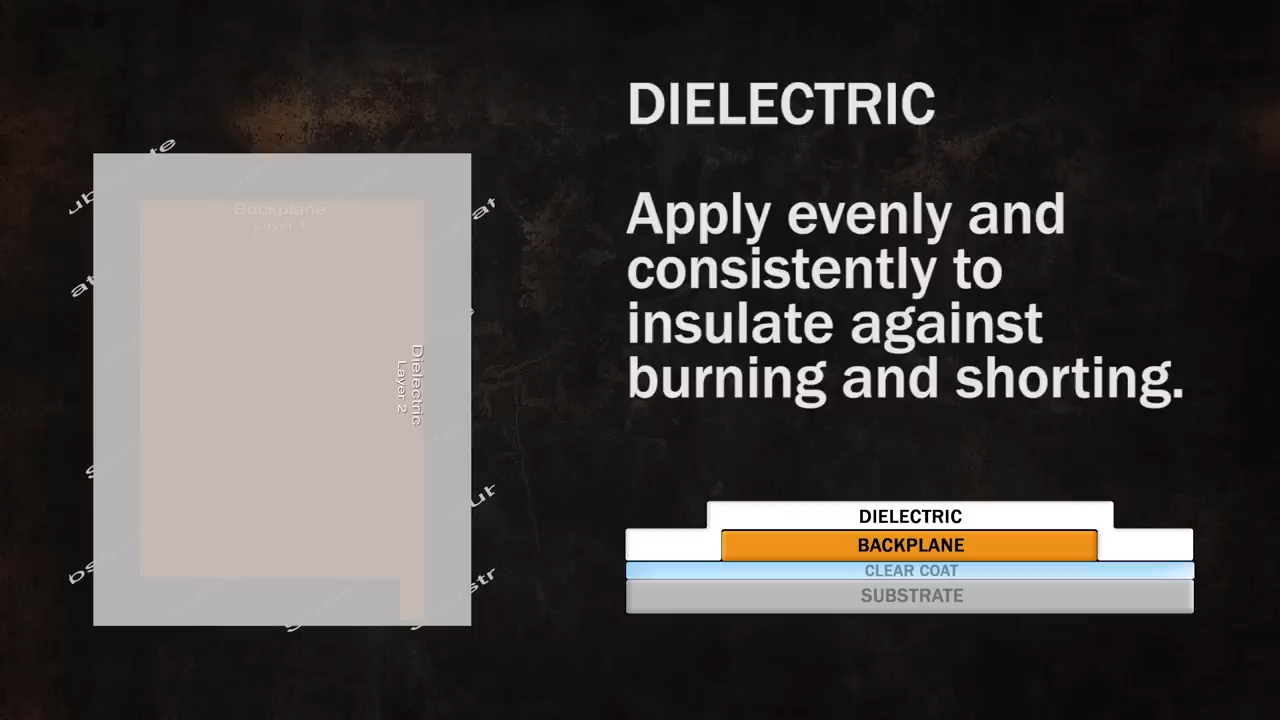 DIELECTRIC
Apply evenly and
consistently to
insulate against
burning and shorting.
Backplane
Layer 1
Dielectric
Layer 2
DIELECTRIC
BACKPLANE
CLEAR COAT
SUBSTRATE